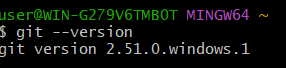 user@WIN-G279V6TMBOT MINGW64 ~
$ git --version
git version 2.51.0.windows.1